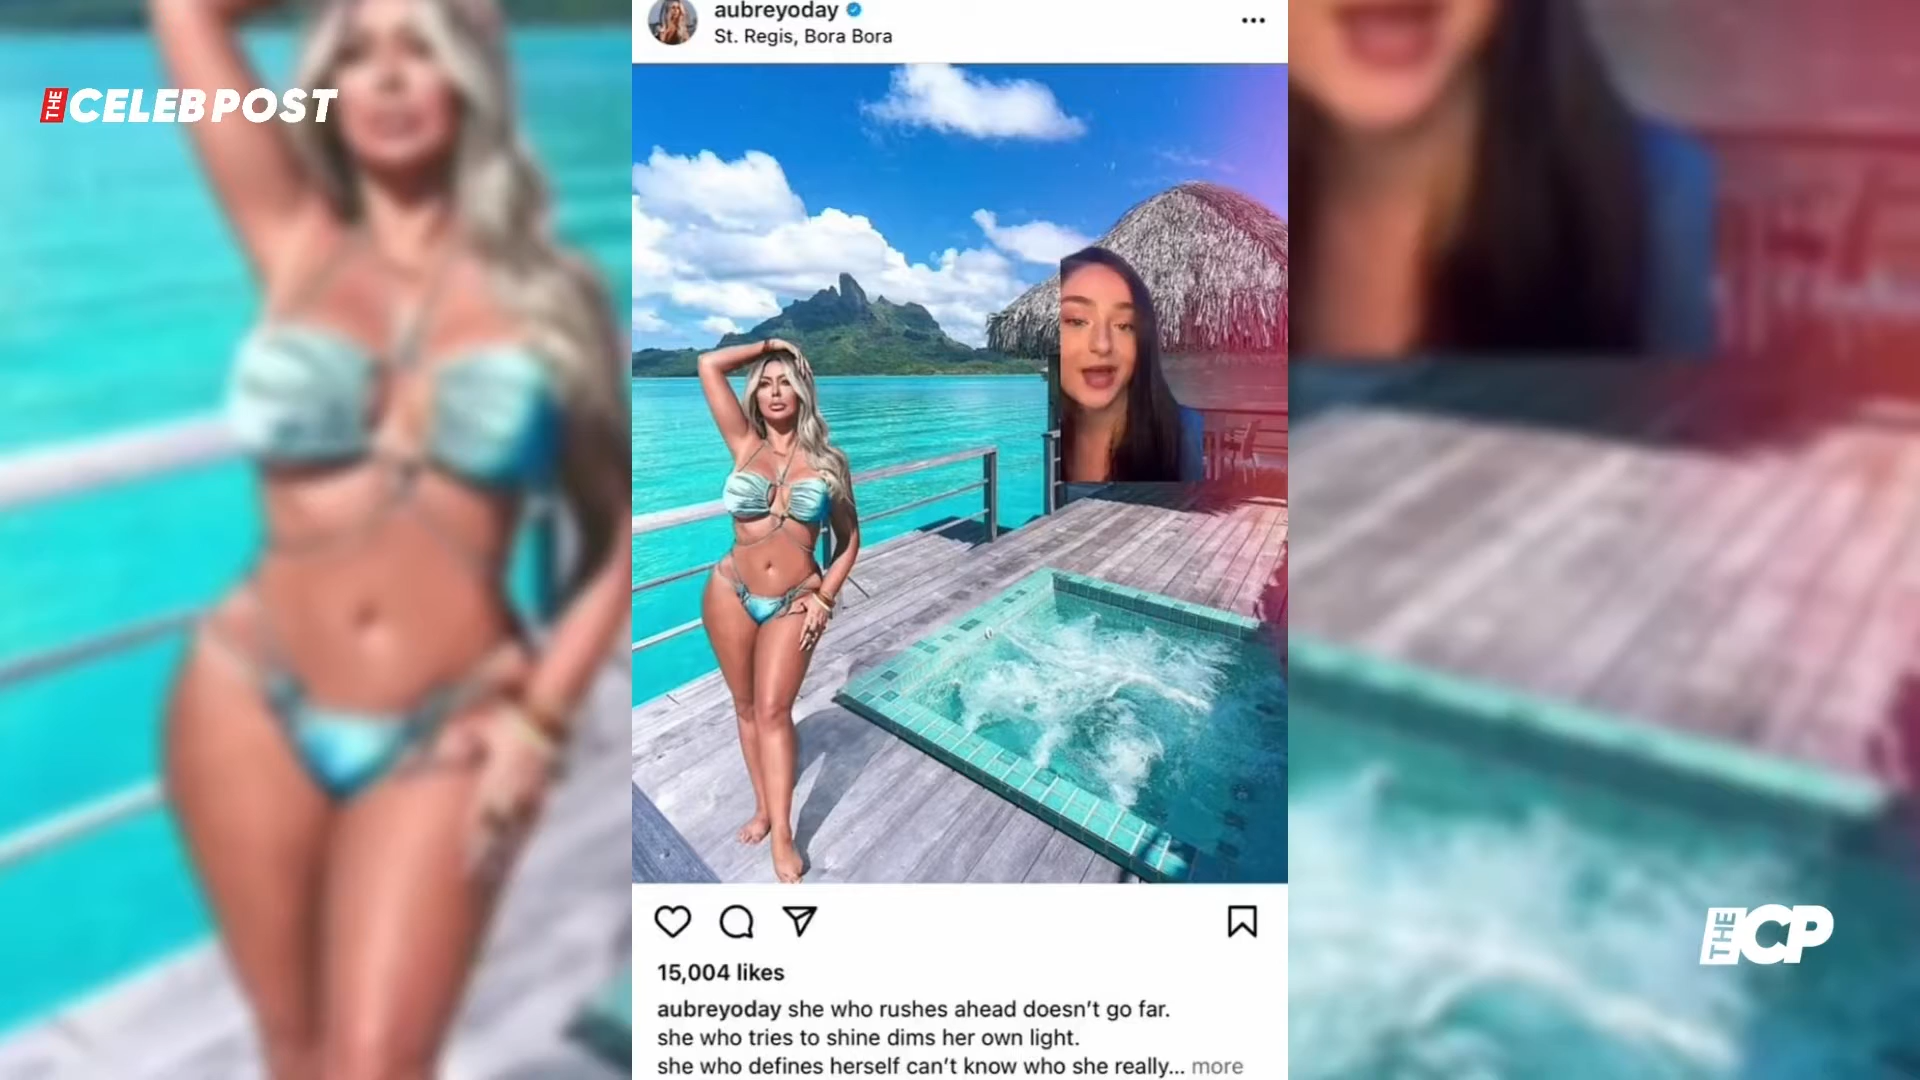 THE CELEB POST
aubreyoday
St. Regis, Bora Bora
15,004 likes
aubreyoday she who rushes ahead doesn’t go far.
she who tries to shine dims her own light.
she who defines herself can’t know who she really... more
THE CP